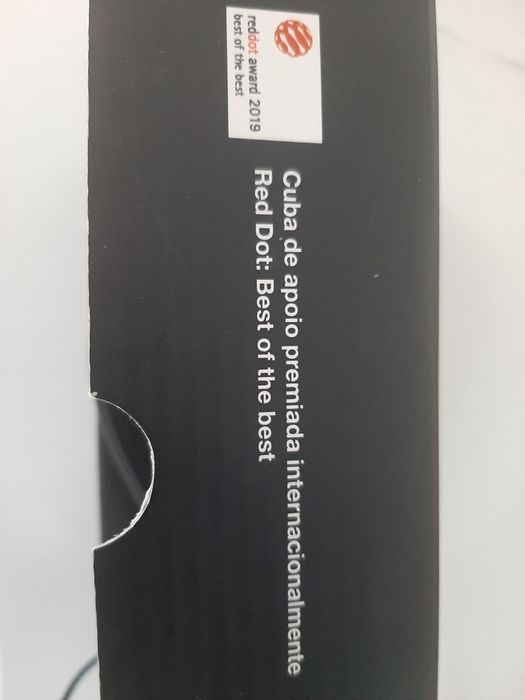 reddot award 2019
best of the best
Cuba de apoio premiada internacionalmente
Red Dot: Best of the best